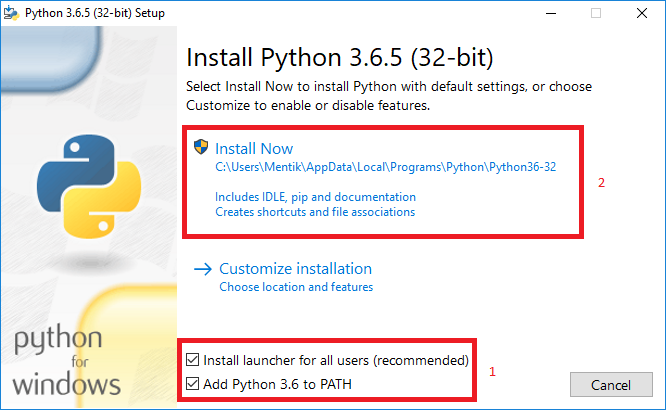 Python 3.6.5 (32-bit) Setup
Install Python 3.6.5 (32-bit)
Select Install Now to install Python with default settings, or choose
Customize to enable or disable features.
Install Now
C:\Users\Mentik\AppData\Local\Programs\Python\Python36-32
Includes IDLE, pip and documentation
Creates shortcuts and file associations
2
Customize installation
Choose location and features
python
for
windows
Install launcher for all users (recommended)
Add Python 3.6 to PATH
1
Cancel